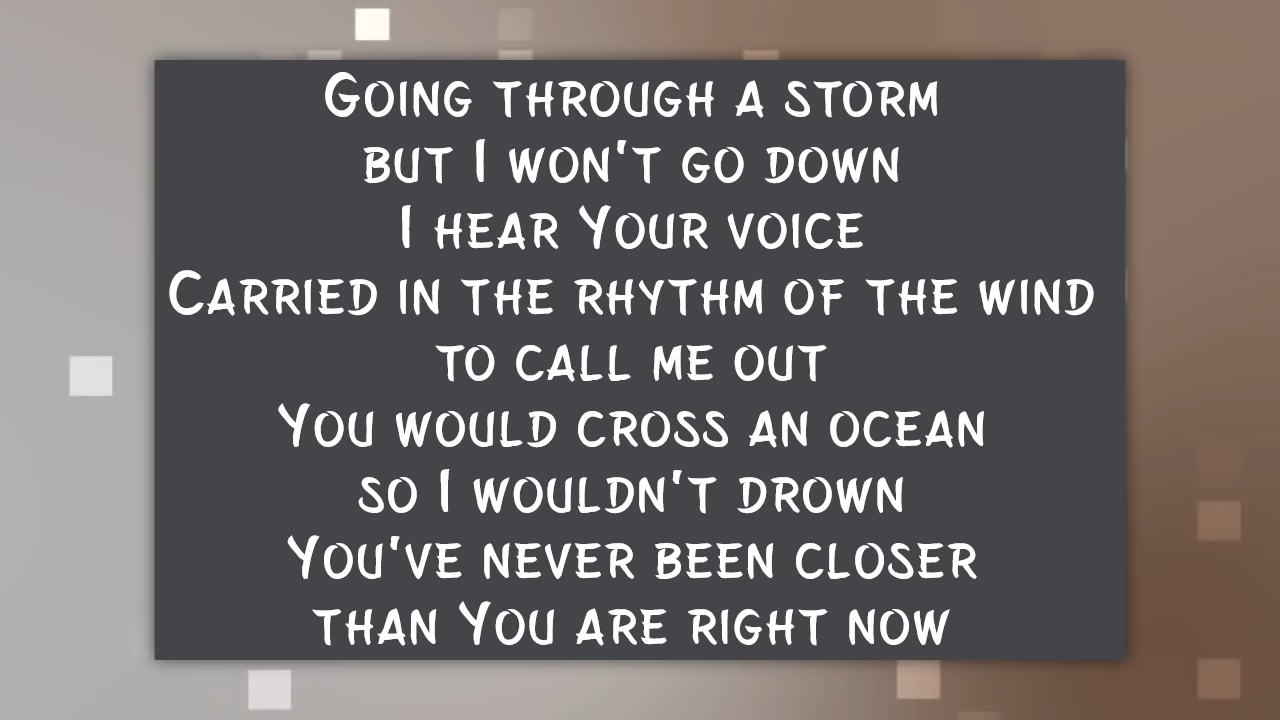 Going through a storm
but I won't go down
I hear Your voice
Carried in the rhythm of the wind
to call me out
You would cross an ocean
so I wouldn't drown
You've never been closer
than You are right now